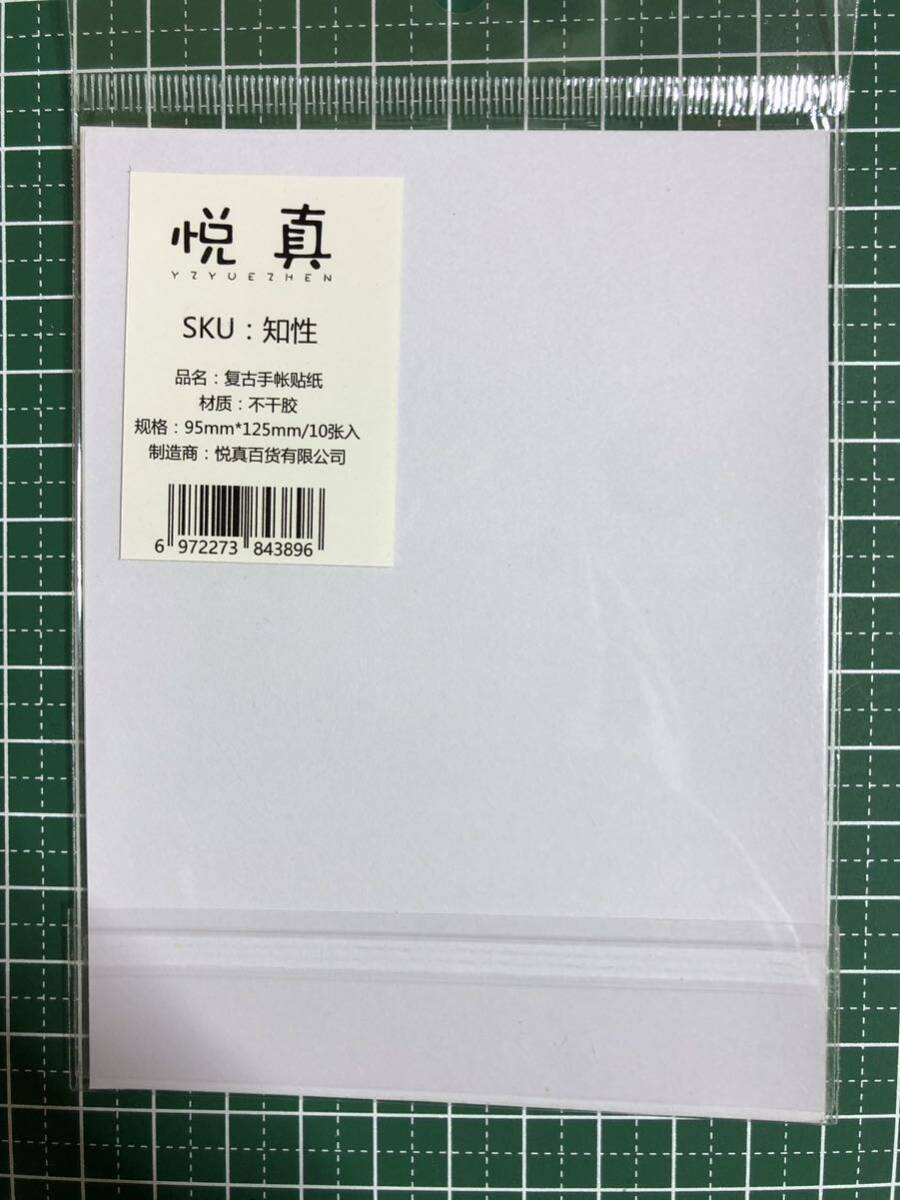 悦真
YZYUEZHEN
SKU：知性
品名：复古手帐贴纸
材质：不干胶
规格：95mm*125mm/10张入
制造商：悦真百货有限公司
6 972273 843896